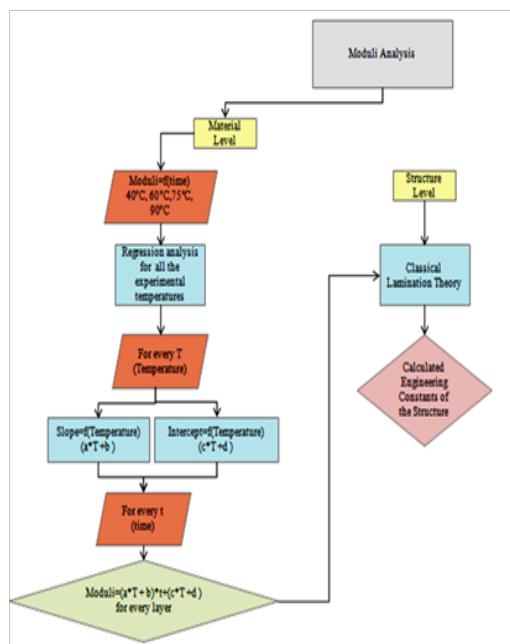 Moduli Analysis
Material
Level
Moduli=f(time)
40°C, 60°C,75°C,
90°C
Regression analysis
for all the
experimental
temperatures
For every T
(Temperature)
Slope=f(Temperature)
(a*T+b )
Intercept=f(Temperature)
(c*T+d )
For every t
(time)
Moduli=(a*T + b)*t+(c*T +d )
for every layer
Structure
Level
Classical
Lamination Theory
Calculated
Engineering
Constants of
the Structure